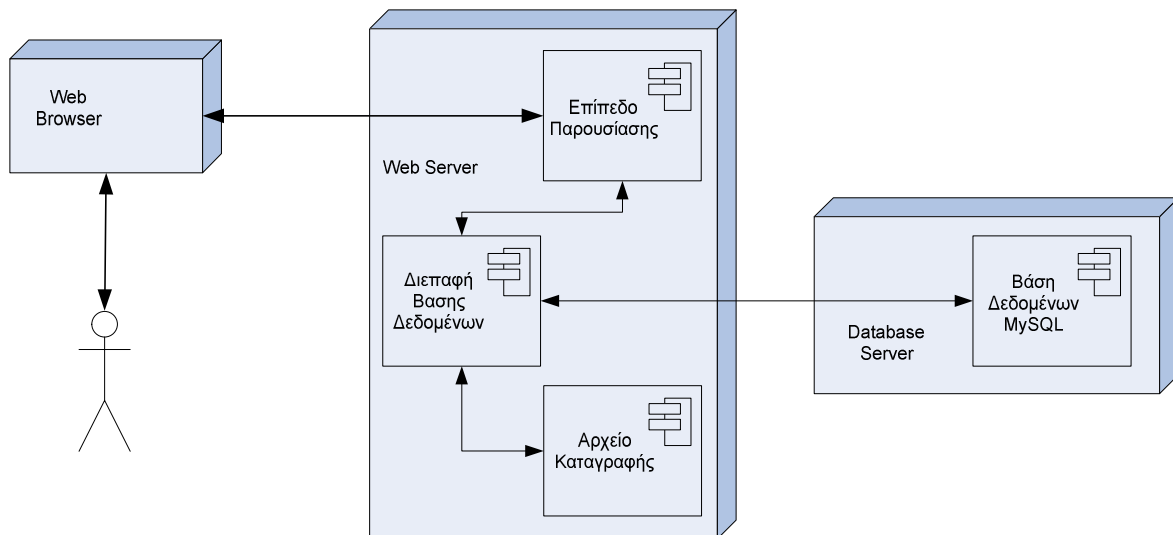 Web
Browser
Επίπεδο
Παρουσίασης
Web Server
Διεπαφή
Βασης
Δεδομένων
Βάση
Δεδομένων
MySQL
Database
Server
Αρχείο
Καταγραφής